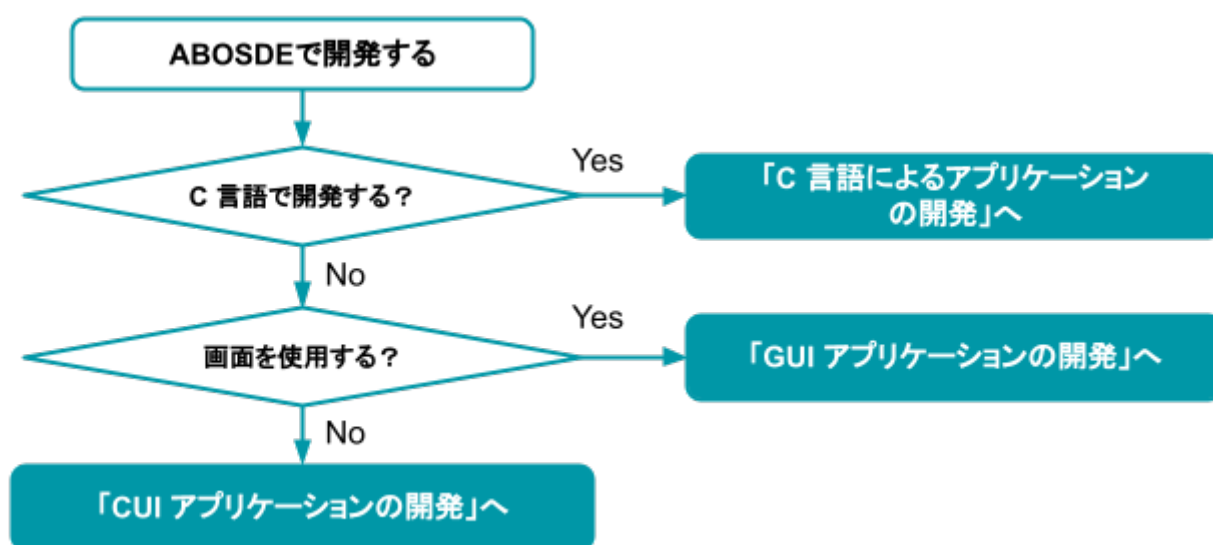 ABOSDEで開発する
C 言語で開発する？
Yes
「C 言語によるアプリケーション
の開発」へ
No
画面を使用する？
Yes
「GUI アプリケーションの開発」へ
No
「CUI アプリケーションの開発」へ